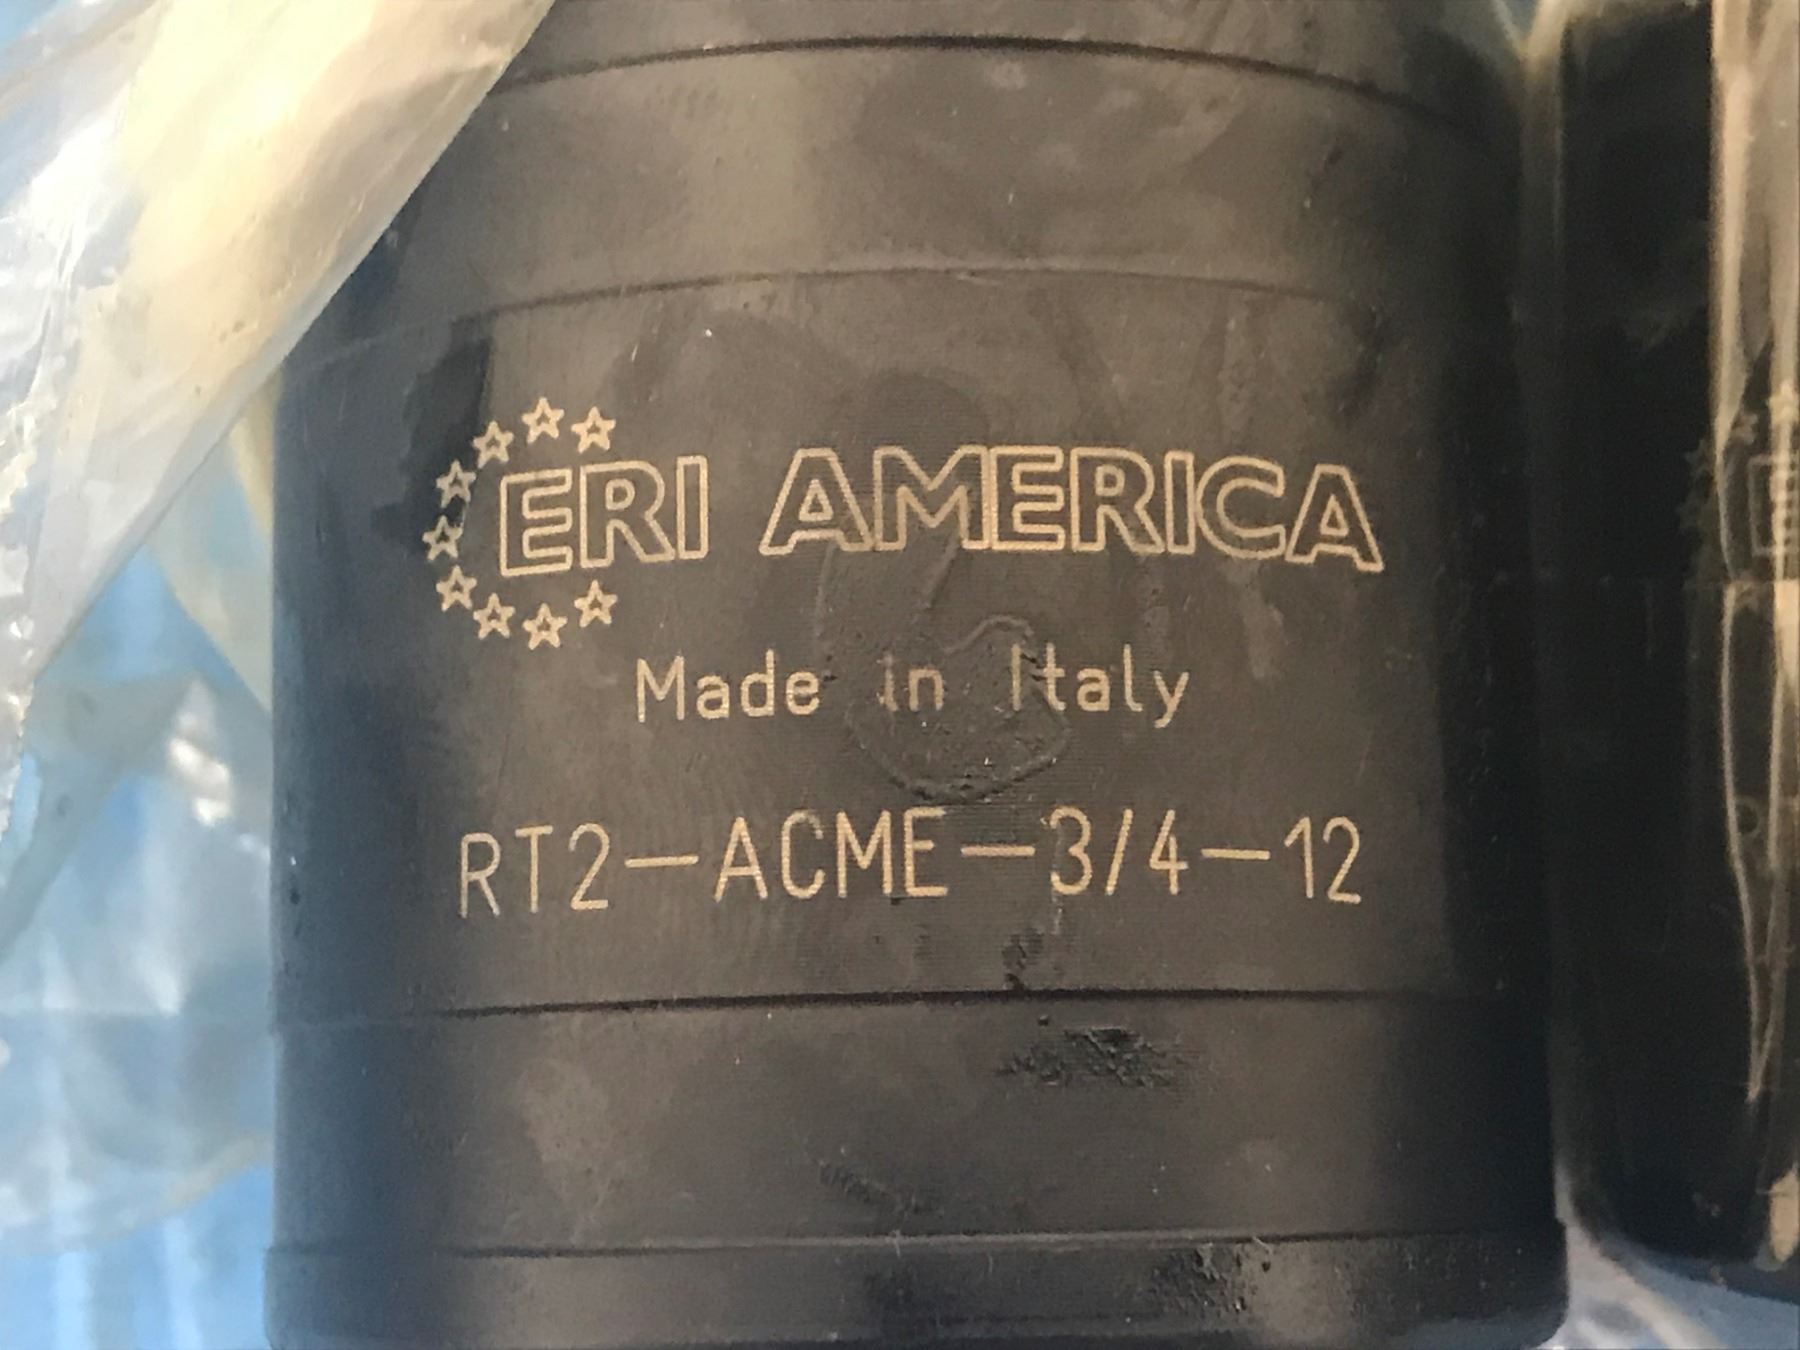 ERI AMERICA
Made in Italy
RT2-ACME-3/4-12